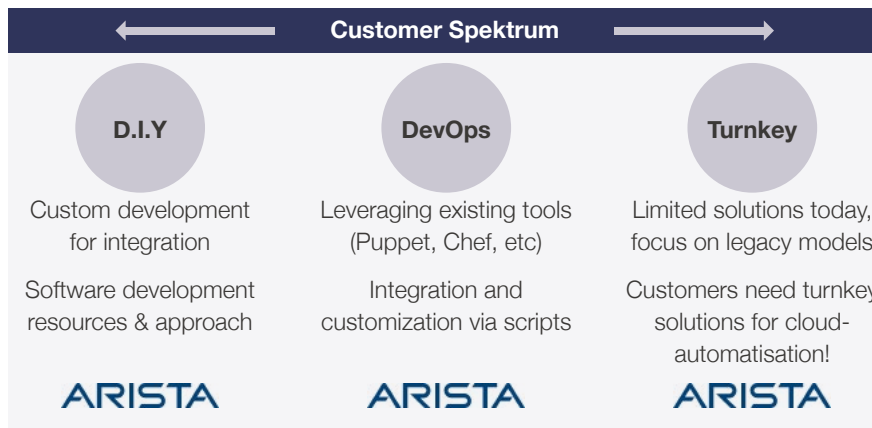 Customer Spektrum
D.I.Y
Custom development
for integration
Software development
resources & approach
ARISTA
DevOps
Leveraging existing tools
(Puppet, Chef, etc)
Integration and
customization via scripts
ARISTA
Turnkey
Limited solutions today,
focus on legacy models
Customers need turnkey
solutions for cloud-
automatisation!
ARISTA